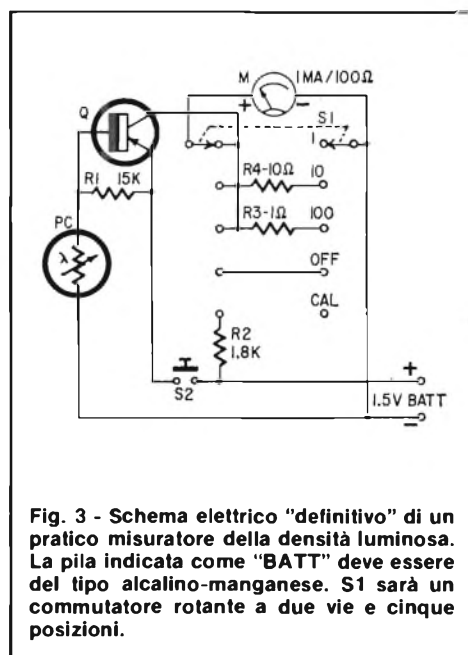 M
1MA/100Ω
+
-
Q
S1
1
R1 15K
R4-10Ω
10
R3-1Ω
100
PC
λ
OFF
CAL
R2
1.8K
S2
+
1.5V BATT
-
Fig. 3 - Schema elettrico "definitivo" di un
pratico misuratore della densità luminosa.
La pila indicata come "BATT" deve essere
del tipo alcalino-manganese. S1 sarà un
commutatore rotante a due vie e cinque
posizioni.